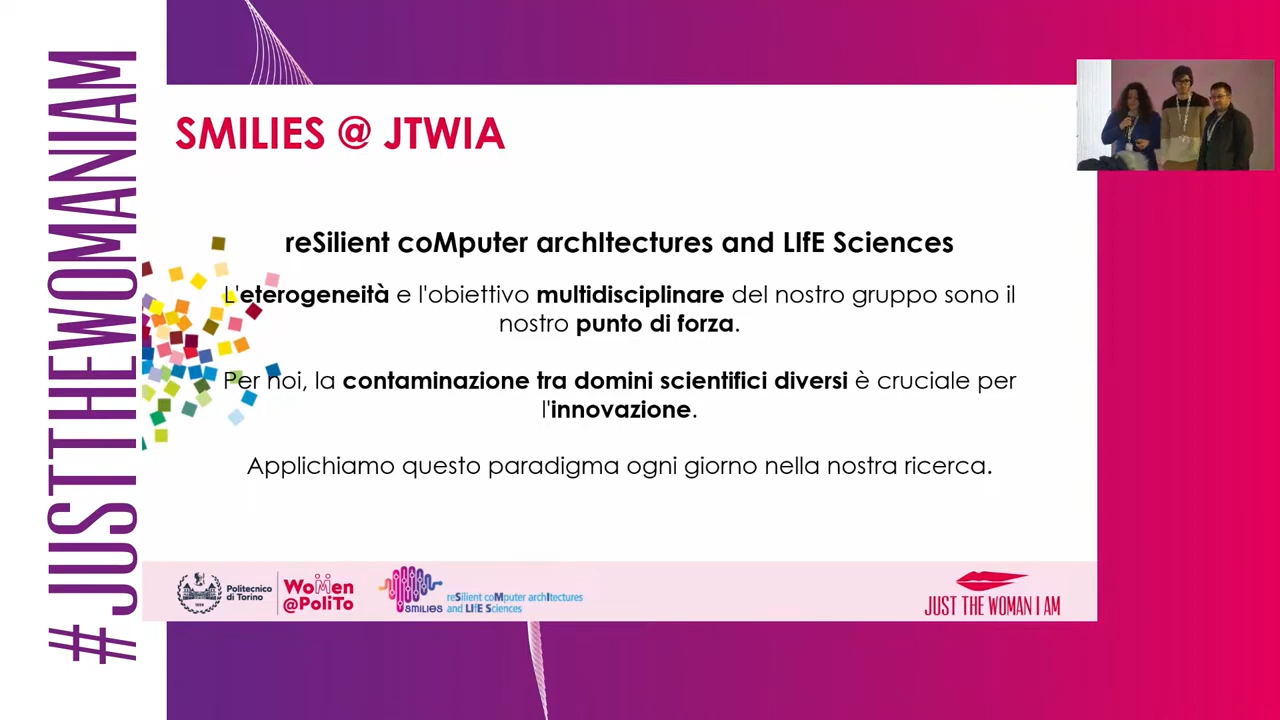 #JUSTTHEWOMANIAM
SMILIES @ JTWIA
reSilient coMputer archItectures and LIfE Sciences
L'eterogeneità e l'obiettivo multidisciplinare del nostro gruppo sono il
nostro punto di forza.
Per noi, la contaminazione tra domini scientifici diversi è cruciale per
l'innovazione.
Applichiamo questo paradigma ogni giorno nella nostra ricerca.
Politecnico
di Torino
WoMen
@PoliTo
SMILIES
reSilient coMputer archItectures
and LIfE Sciences
JUST THE WOMAN I AM